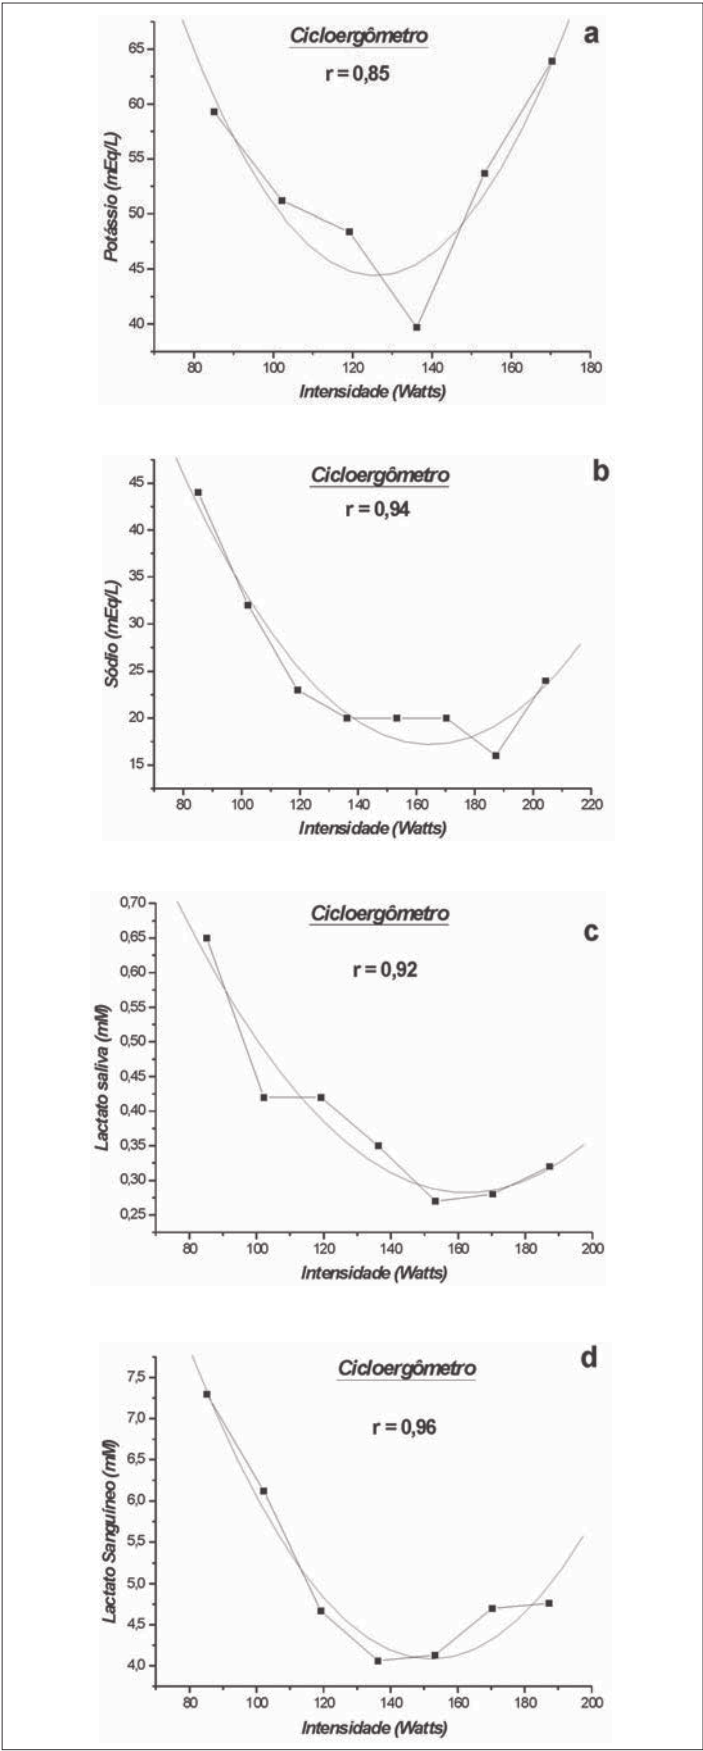 Cicloergômetro
a
r = 0,85
Potássio (mEq/L)
65
60
55
50
45
40
80 100 120 140 160 180
Intensidade (Watts)
Cicloergômetro
b
r = 0,94
Sódio (mEq/L)
45
40
35
30
25
20
15
80 100 120 140 160 180 200 220
Intensidade (Watts)
Cicloergômetro
c
r = 0,92
Lactato saliva (mM)
0,70
0,65
0,60
0,55
0,50
0,45
0,40
0,35
0,30
0,25
80 100 120 140 160 180 200
Intensidade (Watts)
Cicloergômetro
d
r = 0,96
Lactato Sanguíneo (mM)
7,5
7,0
6,5
6,0
5,5
5,0
4,5
4,0
80 100 120 140 160 180 200
Intensidade (Watts)